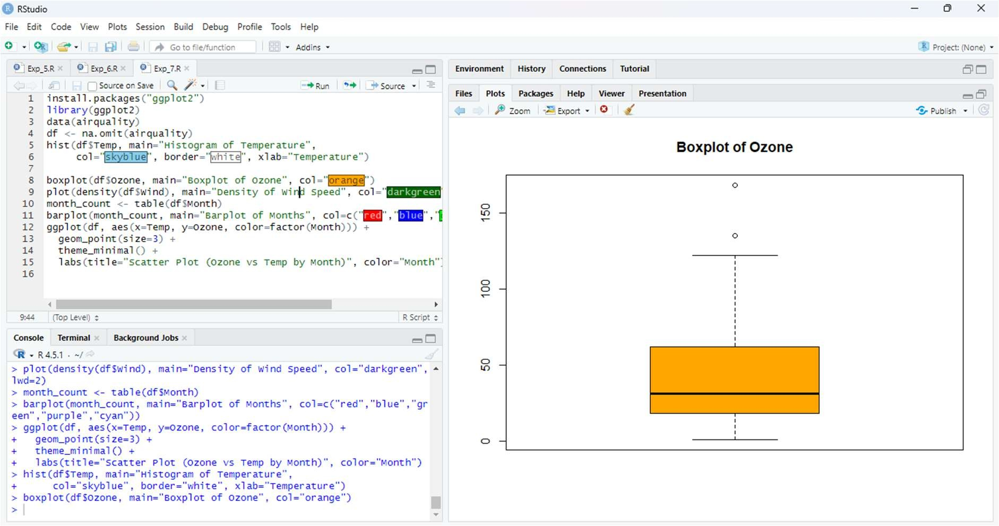 RStudio
File Edit Code View Plots Session Build Debug Profile Tools Help
Go to file/function Addins Project: (None)
Exp_5.R Exp_6.R Exp_7.R
Source on Save Run Source
1 install.packages("ggplot2")
2 library(ggplot2)
3 data(airquality)
4 df <- na.omit(airquality)
5 hist(df$Temp, main="Histogram of Temperature",
6 col="skyblue", border="white", xlab="Temperature")
7
8 boxplot(df$Ozone, main="Boxplot of Ozone", col="orange")
9 plot(density(df$Wind), main="Density of Wind Speed", col="darkgreen
10 month_count <- table(df$Month)
11 barplot(month_count, main="Barplot of Months", col=c("red","blue","
12 ggplot(df, aes(x=Temp, y=Ozone, color=factor(Month))) +
13 geom_point(size=3) +
14 theme_minimal() +
15 labs(title="Scatter Plot (Ozone vs Temp by Month)", color="Month")
16
9:44 (Top Level) R Script
Console Terminal Background Jobs
R R 4.5.1 · ~/
> plot(density(df$Wind), main="Density of Wind Speed", col="darkgreen",
lwd=2)
> month_count <- table(df$Month)
> barplot(month_count, main="Barplot of Months", col=c("red","blue","gr
een","purple","cyan"))
> ggplot(df, aes(x=Temp, y=Ozone, color=factor(Month))) +
+ geom_point(size=3) +
+ theme_minimal() +
+ labs(title="Scatter Plot (Ozone vs Temp by Month)", color="Month")
> hist(df$Temp, main="Histogram of Temperature",
+ col="skyblue", border="white", xlab="Temperature")
> boxplot(df$Ozone, main="Boxplot of Ozone", col="orange")
>
Environment History Connections Tutorial
Files Plots Packages Help Viewer Presentation
Zoom Export Publish
Boxplot of Ozone
150
100
50
0